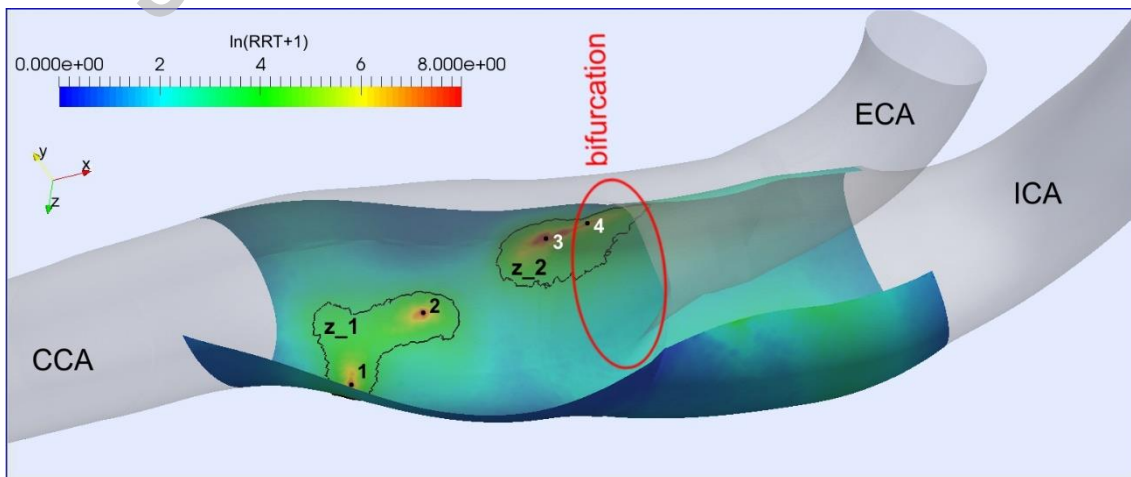 ln(RRT+1)
0.000e+00 2 4 6 8.000e+00
bifurcation
ECA
ICA
y
x
z
4
3
z_2
2
z_1
1
CCA